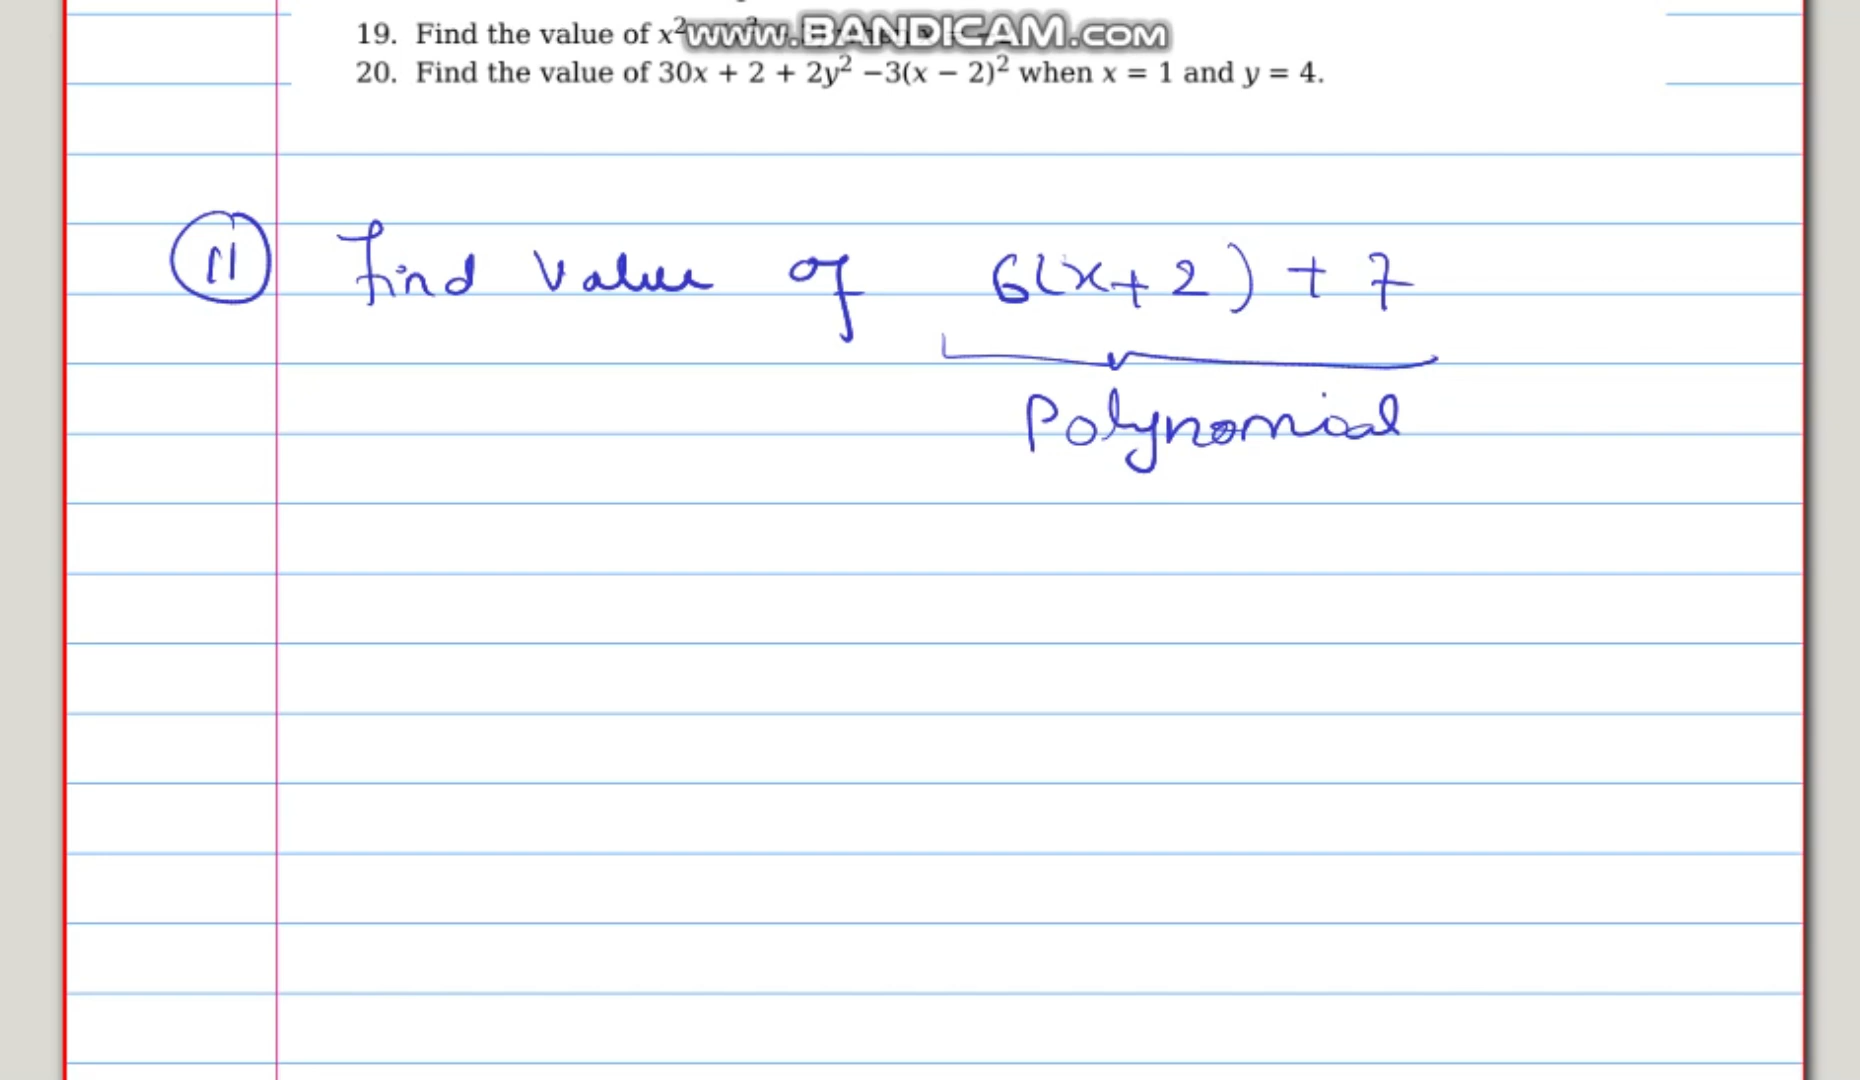 19. Find the value of x²
www.BANDICAM.com
20. Find the value of 30x + 2 + 2y² −3(x − 2)² when x = 1 and y = 4.
11 Find value of 6(x+2) + 7
Polynomial